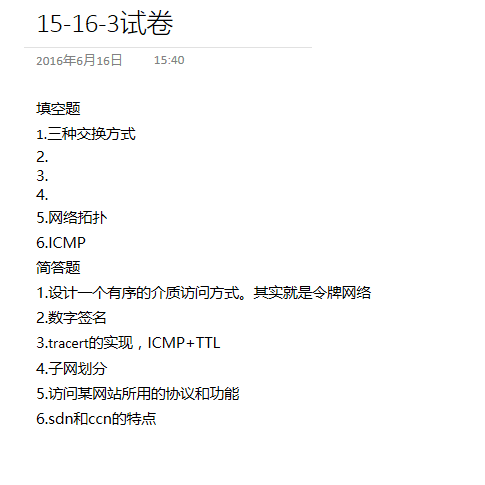 15-16-3试卷
2016年6月16日 15:40
填空题
1.三种交换方式
2.
3.
4.
5.网络拓扑
6.ICMP
简答题
1.设计一个有序的介质访问方式。其实就是令牌网络
2.数字签名
3.tracert的实现，ICMP+TTL
4.子网划分
5.访问某网站所用的协议和功能
6.sdn和ccn的特点